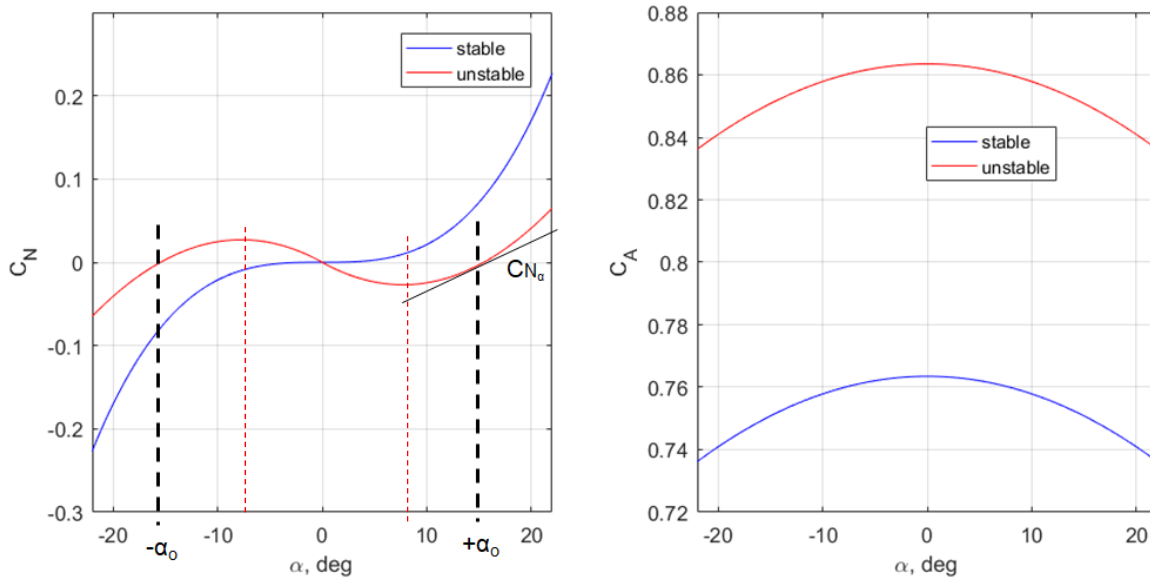 0.2
0.1
0
-0.1
-0.2
-0.3
C_N
stable
unstable
C_{N_α}
-20
-10
0
10
20
-α_o
+α_o
α, deg
0.88
0.86
0.84
0.82
0.8
0.78
0.76
0.74
0.72
C_A
stable
unstable
-20
-10
0
10
20
α, deg